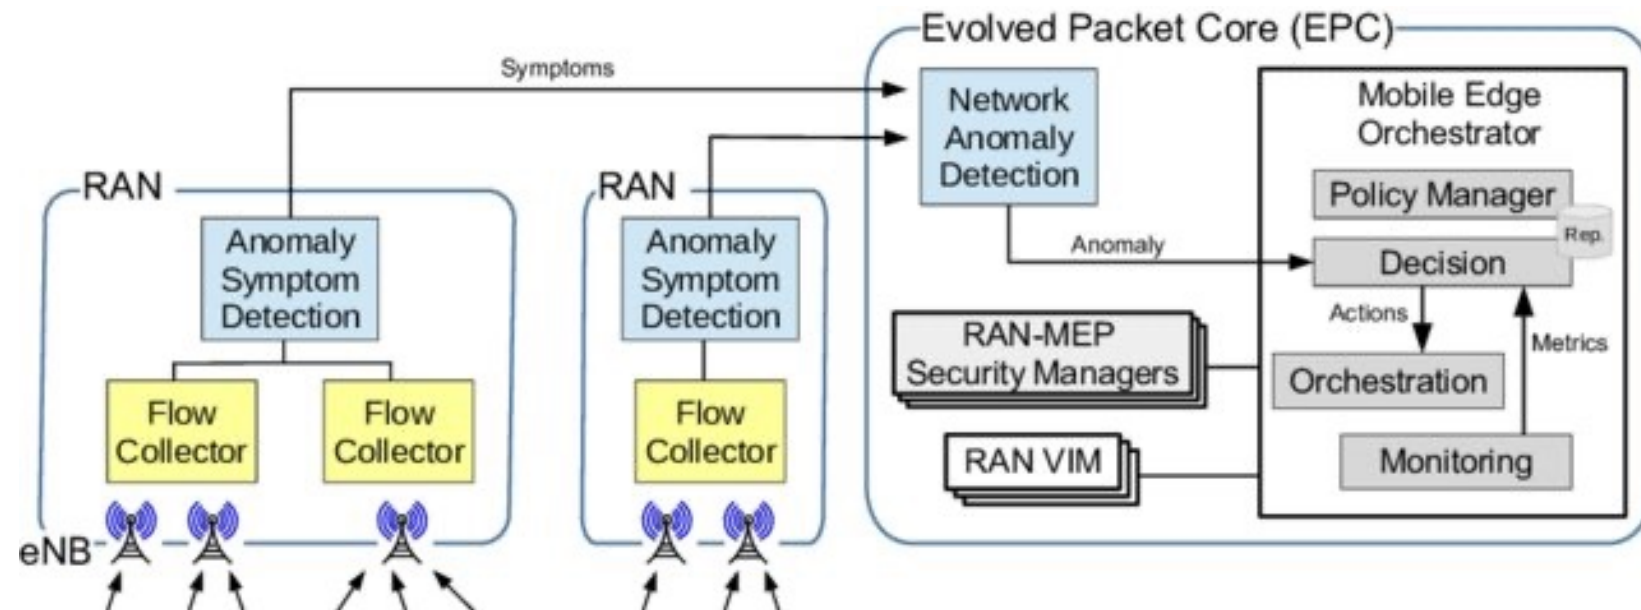 Evolved Packet Core (EPC)
Symptoms
Network
Anomaly
Detection
Mobile Edge
Orchestrator
Policy Manager
Rep.
Decision
Anomaly
Actions
Metrics
Orchestration
Monitoring
RAN-MEP
Security Managers
RAN VIM
RAN
Anomaly
Symptom
Detection
Flow
Collector
Flow
Collector
eNB
RAN
Anomaly
Symptom
Detection
Flow
Collector